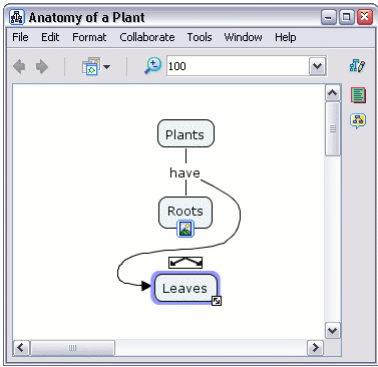 Anatomy of a Plant
File Edit Format Collaborate Tools Window Help
100
Plants
have
Roots
Leaves